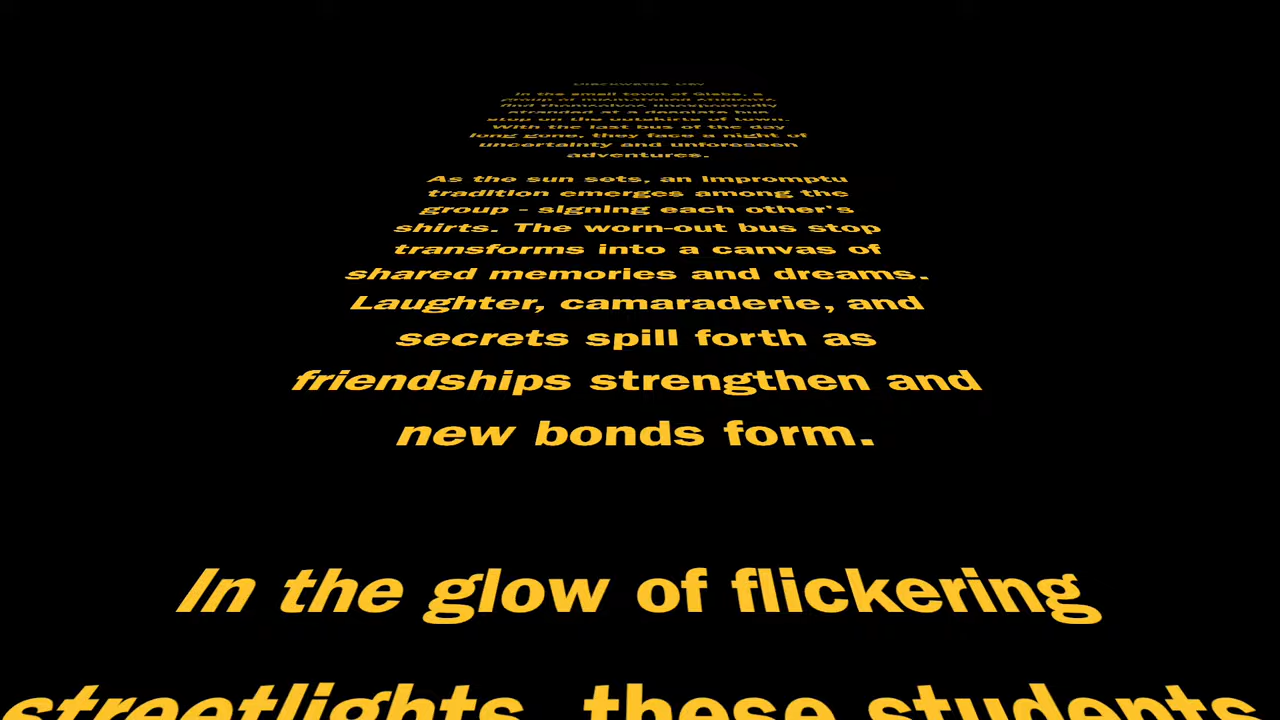 Blackwattle Bay
In the small town of Glebe, a
group of mismatched students
find themselves unexpectedly
stranded at a desolate bus
stop on the outskirts of town.
With the last bus of the day
long gone, they face a night of
uncertainty and unforeseen
adventures.
As the sun sets, an impromptu
tradition emerges among the
group - signing each other's
shirts. The worn-out bus stop
transforms into a canvas of
shared memories and dreams.
Laughter, camaraderie, and
secrets spill forth as
friendships strengthen and
new bonds form.
In the glow of flickering
streetlights, these students